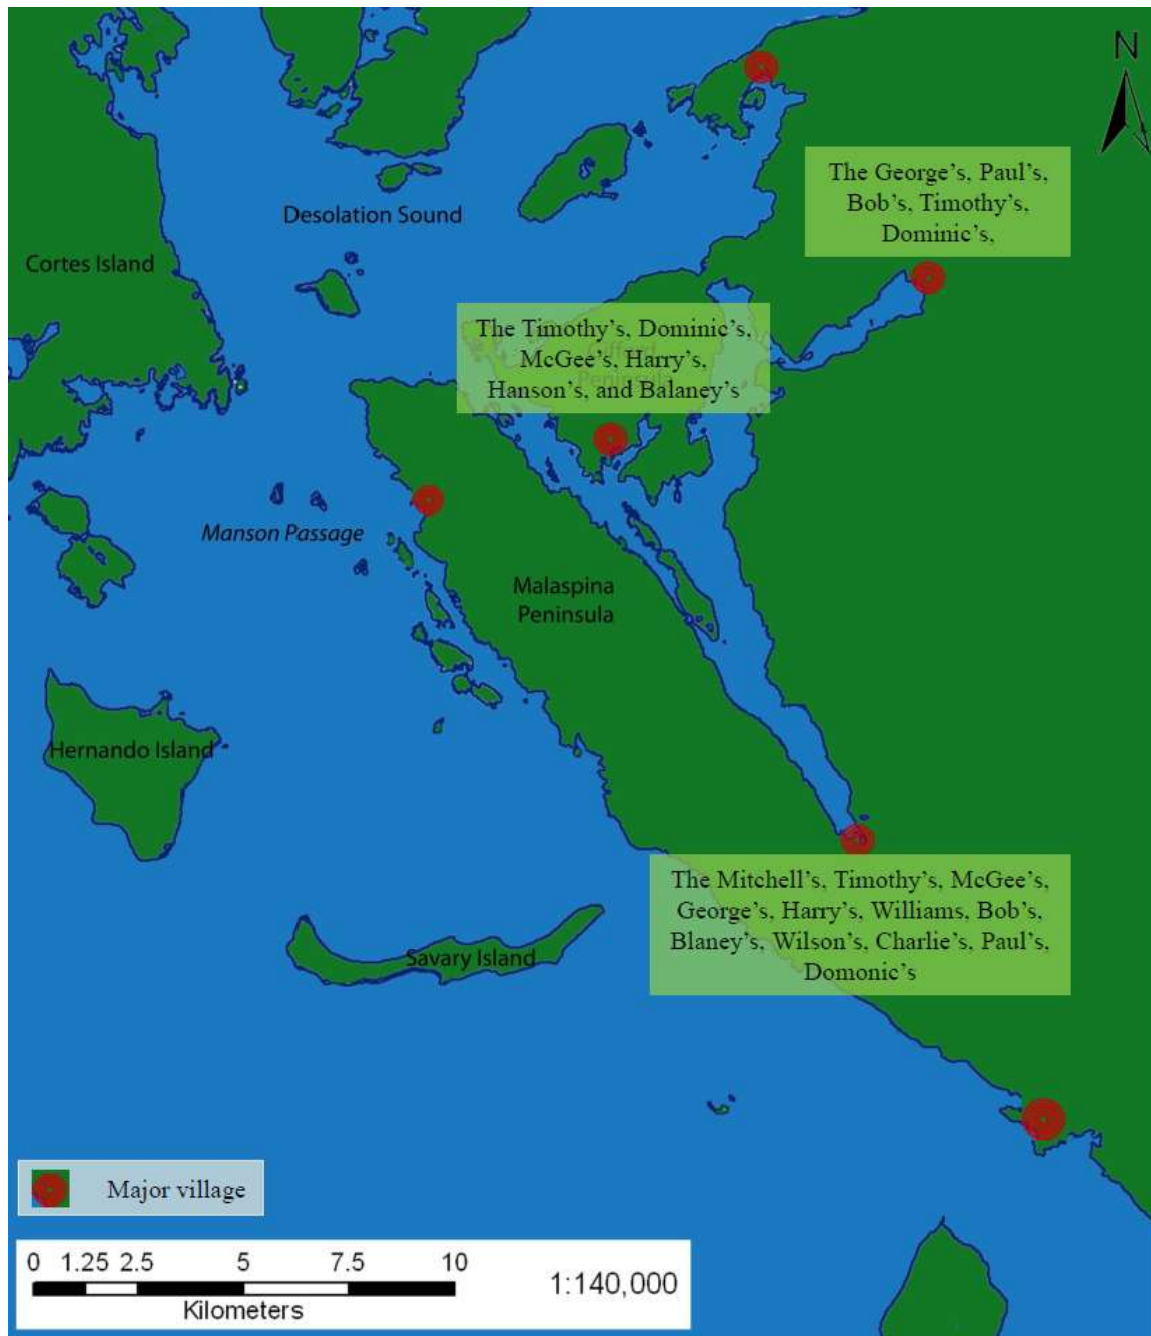 N
The George's, Paul's,
Bob's, Timothy's,
Dominic's,
Desolation Sound
Cortes Island
The Timothy's, Dominic's,
McGee's, Harry's,
Hanson's, and Balaney's
Peninsula
Manson Passage
Malaspina
Peninsula
Hernando Island
The Mitchell's, Timothy's, McGee's,
George's, Harry's, Williams, Bob's,
Blaney's, Wilson's, Charlie's, Paul's,
Domonic's
Savary Island
Major village
0 1.25 2.5 5 7.5 10
1:140,000
Kilometers